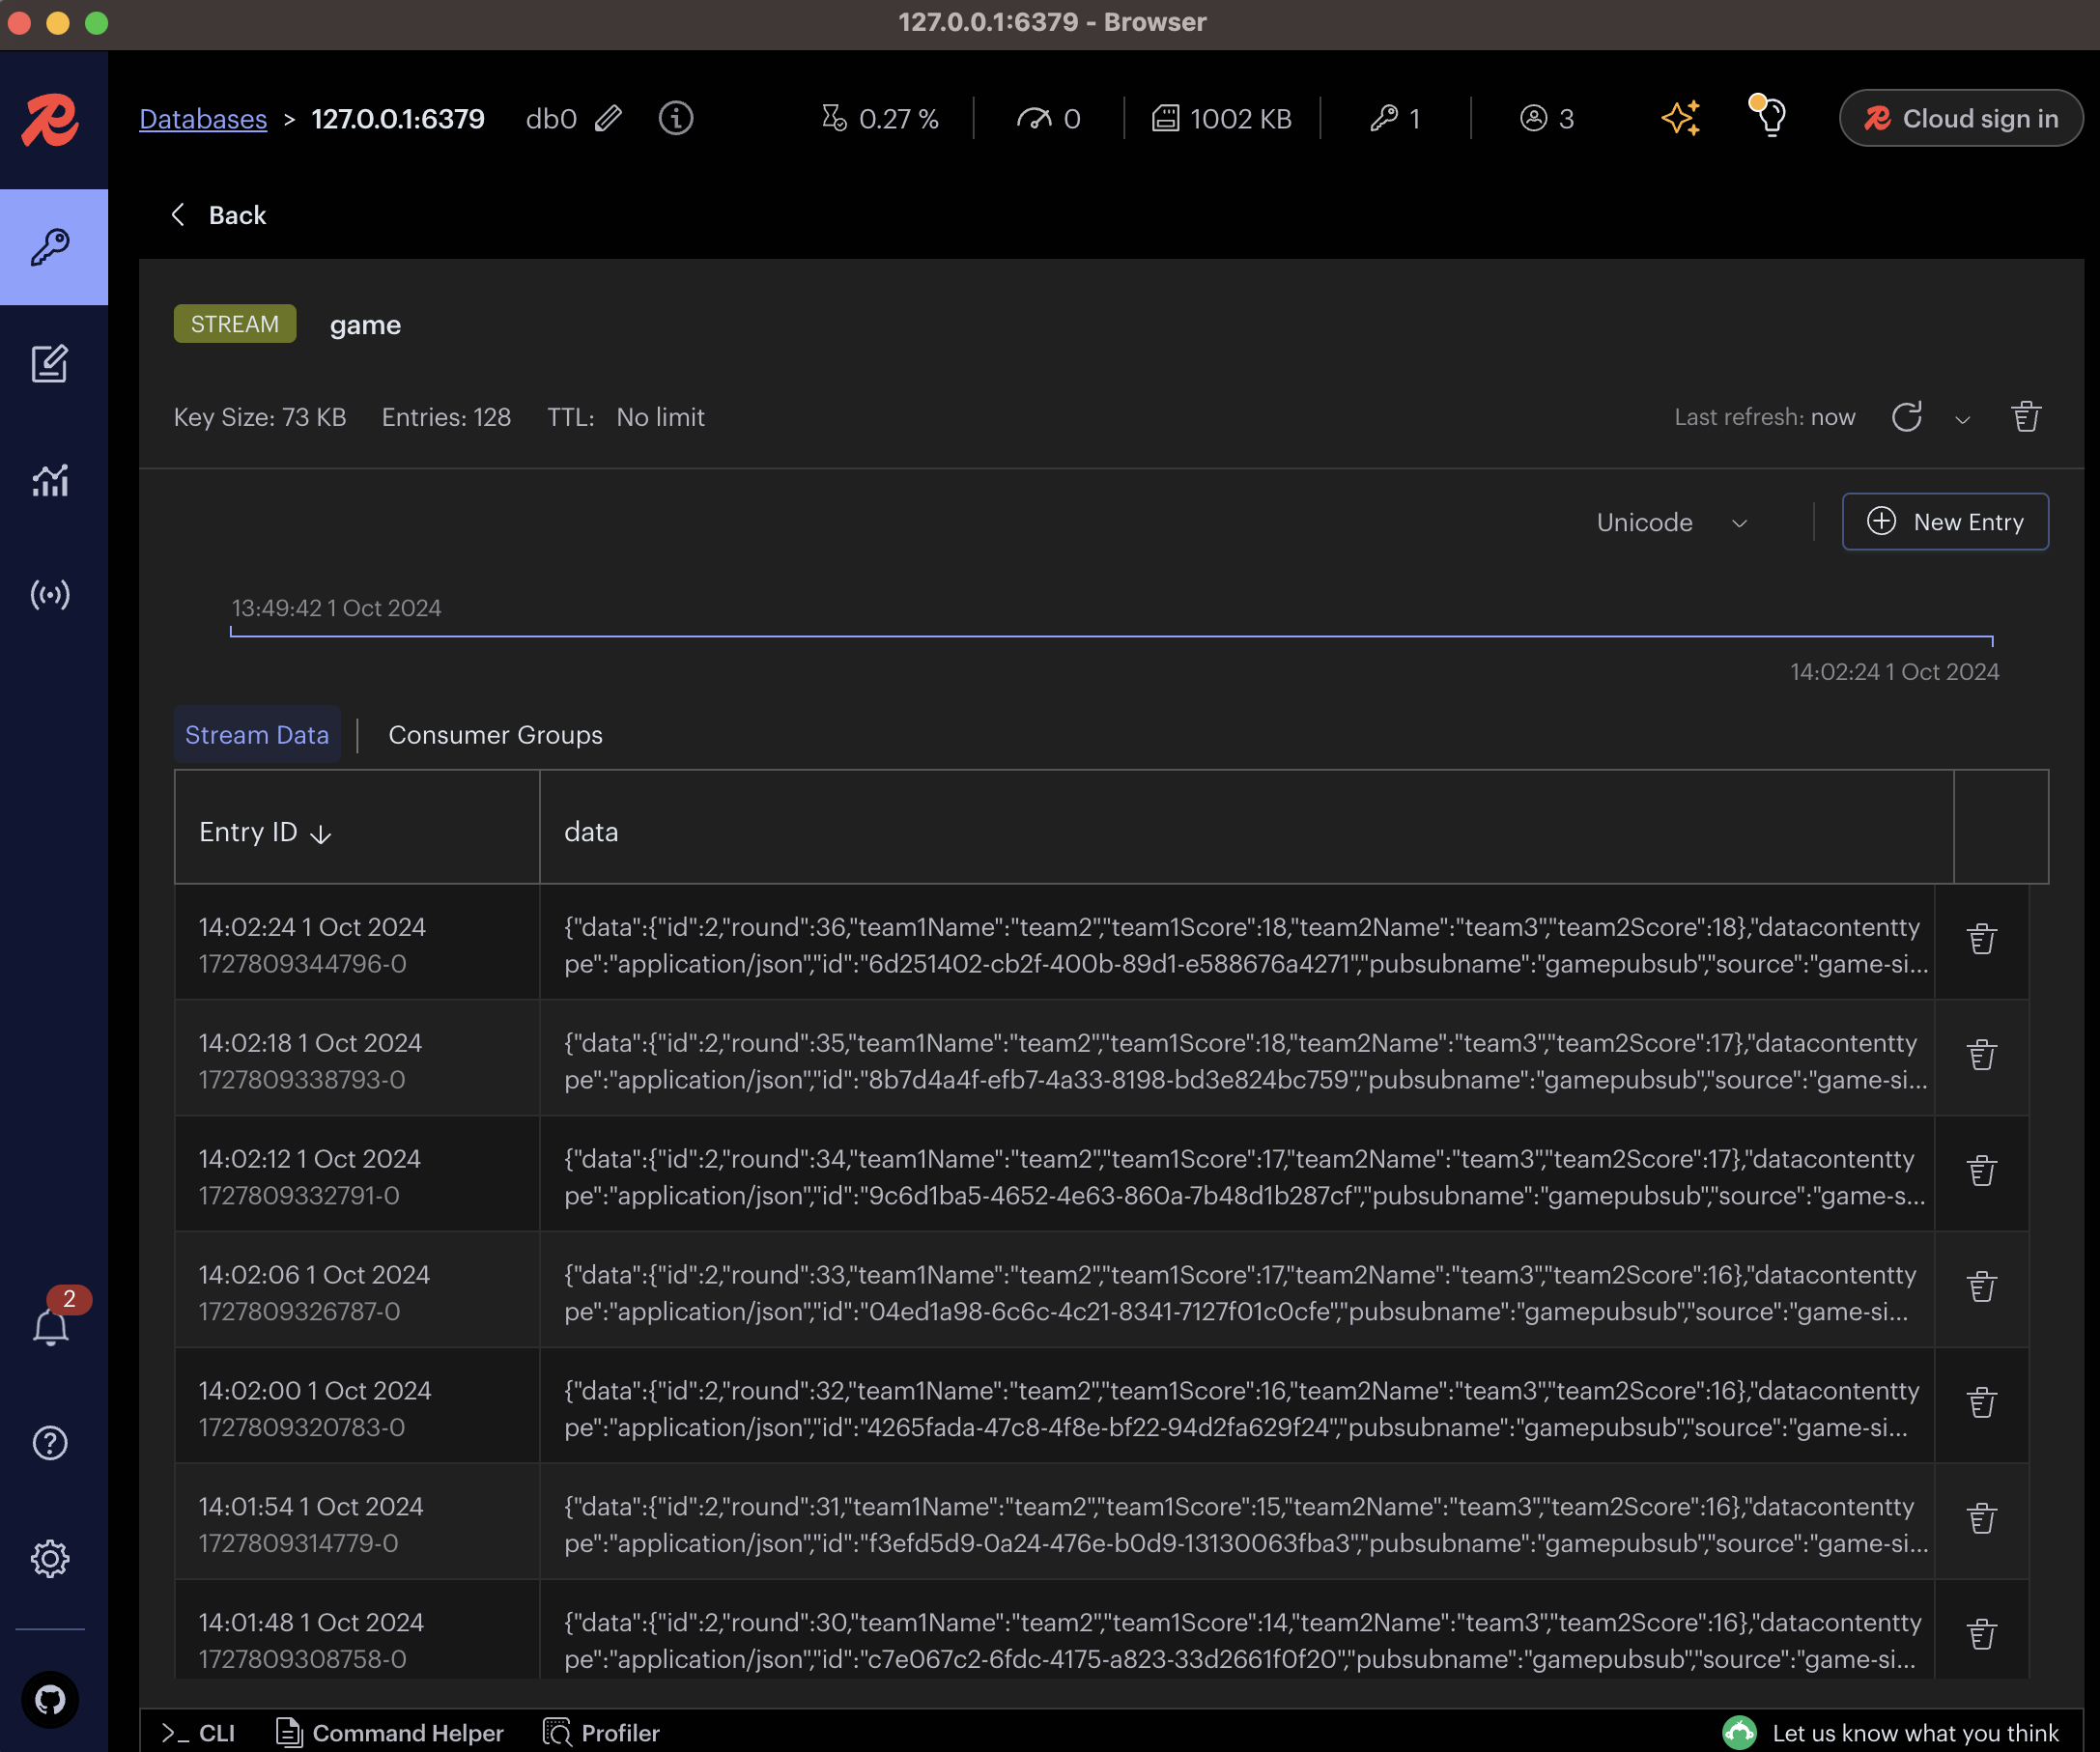 127.0.0.1:6379 - Browser
Databases > 127.0.0.1:6379 db0 0.27 % 0 1002 KB 1 3 Cloud sign in
Back
STREAM game
Key Size: 73 KB Entries: 128 TTL: No limit Last refresh: now
Unicode New Entry
13:49:42 1 Oct 2024
14:02:24 1 Oct 2024
Stream Data | Consumer Groups
Entry ID data
14:02:24 1 Oct 2024 {"data":{"id":2,"round":36,"team1Name":"team2","team1Score":18,"team2Name":"team3","team2Score":18},"datacontentty
1727809344796-0 pe":"application/json","id":"6d251402-cb2f-400b-89d1-e588676a4271","pubsubname":"gamepubsub","source":"game-si...
14:02:18 1 Oct 2024 {"data":{"id":2,"round":35,"team1Name":"team2","team1Score":18,"team2Name":"team3","team2Score":17},"datacontentty
1727809338793-0 pe":"application/json","id":"8b7d4a4f-efb7-4a33-8198-bd3e824bc759","pubsubname":"gamepubsub","source":"game-si...
14:02:12 1 Oct 2024 {"data":{"id":2,"round":34,"team1Name":"team2","team1Score":17,"team2Name":"team3","team2Score":17},"datacontentty
1727809332791-0 pe":"application/json","id":"9c6d1ba5-4652-4e63-860a-7b48d1b287cf","pubsubname":"gamepubsub","source":"game-s...
14:02:06 1 Oct 2024 {"data":{"id":2,"round":33,"team1Name":"team2","team1Score":17,"team2Name":"team3","team2Score":16},"datacontentty
1727809326787-0 pe":"application/json","id":"04ed1a98-6c6c-4c21-8341-7127f01c0cfe","pubsubname":"gamepubsub","source":"game-si...
14:02:00 1 Oct 2024 {"data":{"id":2,"round":32,"team1Name":"team2","team1Score":16,"team2Name":"team3","team2Score":16},"datacontentty
1727809320783-0 pe":"application/json","id":"4265fada-47c8-4f8e-bf22-94d2fa629f24","pubsubname":"gamepubsub","source":"game-si...
14:01:54 1 Oct 2024 {"data":{"id":2,"round":31,"team1Name":"team2","team1Score":15,"team2Name":"team3","team2Score":16},"datacontentty
1727809314779-0 pe":"application/json","id":"f3efd5d9-0a24-476e-b0d9-13130063fba3","pubsubname":"gamepubsub","source":"game-si...
14:01:48 1 Oct 2024 {"data":{"id":2,"round":30,"team1Name":"team2","team1Score":14,"team2Name":"team3","team2Score":16},"datacontentty
1727809308758-0 pe":"application/json","id":"c7e067c2-6fdc-4175-a823-33d2661f0f20","pubsubname":"gamepubsub","source":"game-si...
2
>_ CLI Command Helper Profiler Let us know what you think